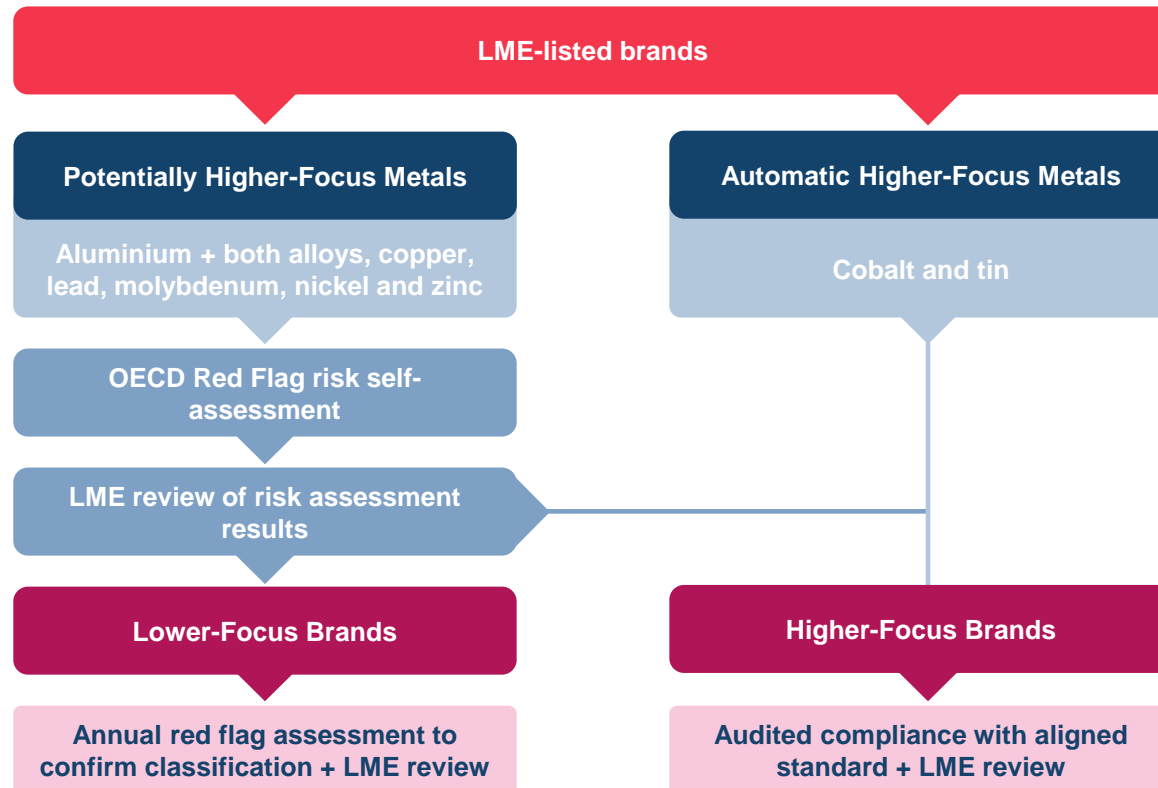 LME-listed brands
Potentially Higher-Focus Metals
Automatic Higher-Focus Metals
Aluminium + both alloys, copper,
lead, molybdenum, nickel and zinc
Cobalt and tin
OECD Red Flag risk self-
assessment
LME review of risk assessment
results
Lower-Focus Brands
Higher-Focus Brands
Annual red flag assessment to
confirm classification + LME review
Audited compliance with aligned
standard + LME review